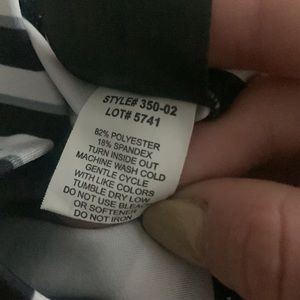 STYLE# 350-02
LOT# 5741
82% POLYESTER
18% SPANDEX
TURN INSIDE OUT
MACHINE WASH COLD
GENTLE CYCLE
WITH LIKE COLORS
TUMBLE DRY LOW
DO NOT USE BLEACH
OR SOFTENER
DO NOT IRON